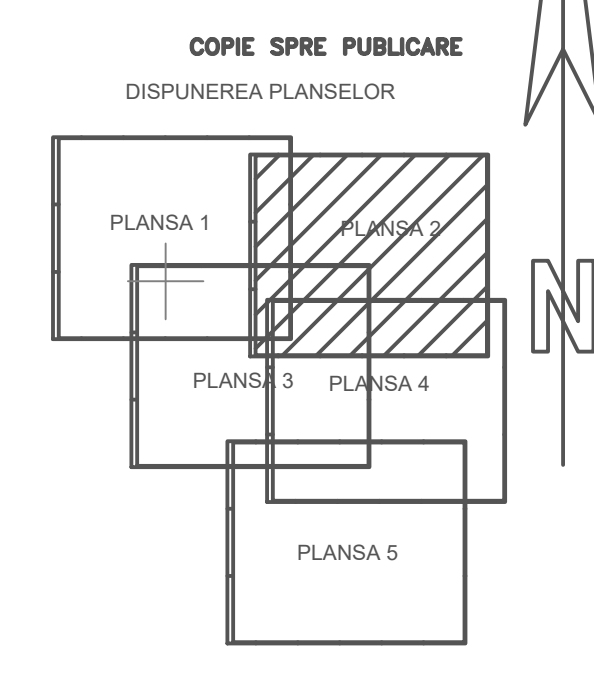 COPIE SPRE PUBLICARE
DISPUNEREA PLANSELOR
PLANSA 1
PLANSA 2
N
PLANSA 3
PLANSA 4
PLANSA 5